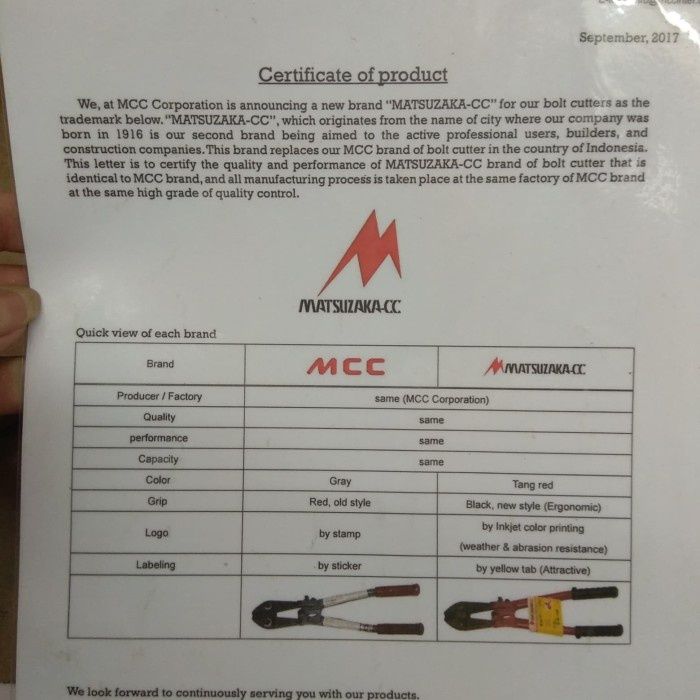 September, 2017
Certificate of product
We, at MCC Corporation is announcing a new brand "MATSUZAKA-CC" for our bolt cutters as the
trademark below. "MATSUZAKA-CC", which originates from the name of city where our company was
born in 1916 is our second brand being aimed to the active professional users, builders, and
construction companies. This brand replaces our MCC brand of bolt cutter in the country of Indonesia.
This letter is to certify the quality and performance of MATSUZAKA-CC brand of bolt cutter that is
identical to MCC brand, and all manufacturing process is taken place at the same factory of MCC brand
at the same high grade of quality control.
MATSUZAKA-CC.
Quick view of each brand
Brand MCC MATSUZAKA-CC
Producer / Factory same (MCC Corporation)
Quality same
performance same
Capacity same
Color Gray Tang red
Grip Red, old style Black, new style (Ergonomic)
Logo by stamp by Inkjet color printing
(weather & abrasion resistance)
Labeling by sticker by yellow tab (Attractive)
We look forward to continuously serving you with our products.